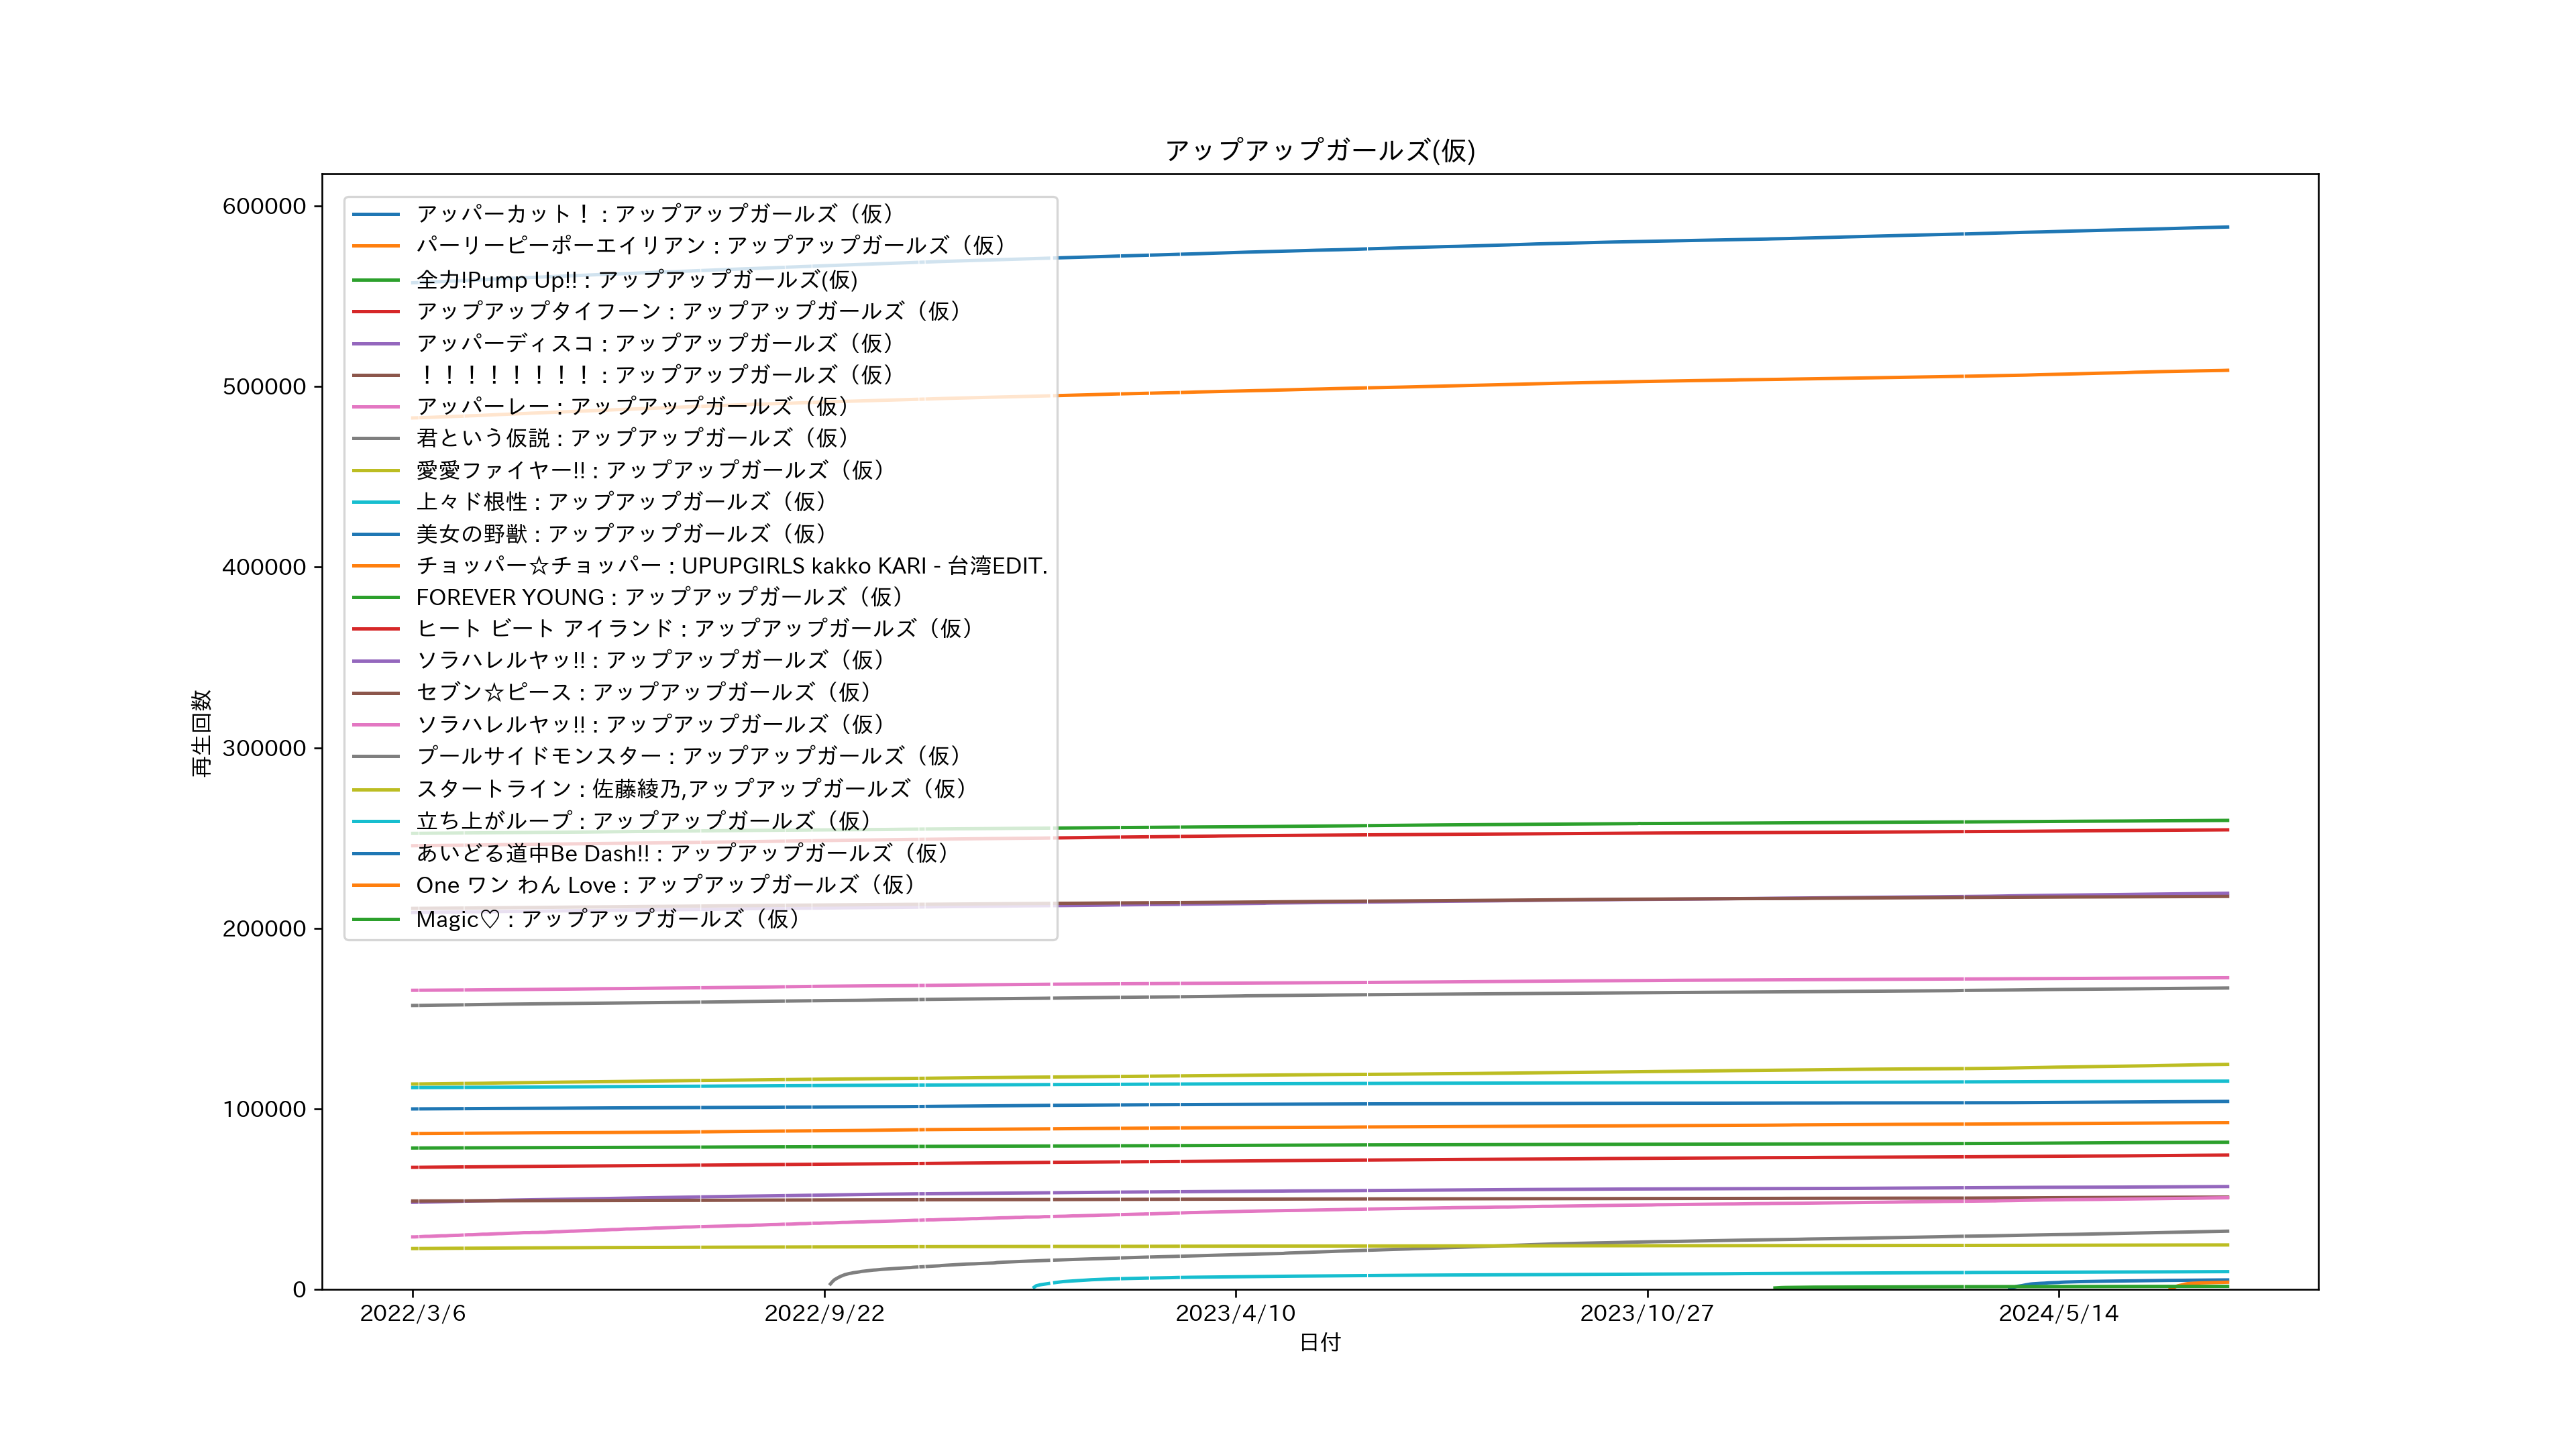 アップアップガールズ(仮)
600000
500000
400000
300000
200000
100000
0
再生回数
アッパーカット！ : アップアップガールズ（仮）
パーリーピーポーエイリアン : アップアップガールズ（仮）
全力!Pump Up!! : アップアップガールズ(仮)
アップアップタイフーン : アップアップガールズ（仮）
アッパーディスコ : アップアップガールズ（仮）
！！！！！！！！ : アップアップガールズ（仮）
アッパーレー : アップアップガールズ（仮）
君という仮説 : アップアップガールズ（仮）
愛愛ファイヤー!! : アップアップガールズ（仮）
上々ド根性 : アップアップガールズ（仮）
美女の野獣 : アップアップガールズ（仮）
チョッパー☆チョッパー : UPUPGIRLS kakko KARI - 台湾EDIT.
FOREVER YOUNG : アップアップガールズ（仮）
ヒート ビート アイランド : アップアップガールズ（仮）
ソラハレルヤッ!! : アップアップガールズ（仮）
セブン☆ピース : アップアップガールズ（仮）
ソラハレルヤッ!! : アップアップガールズ（仮）
プールサイドモンスター : アップアップガールズ（仮）
スタートライン : 佐藤綾乃,アップアップガールズ（仮）
立ち上がループ : アップアップガールズ（仮）
あいどる道中Be Dash!! : アップアップガールズ（仮）
One ワン わん Love : アップアップガールズ（仮）
Magic♡ : アップアップガールズ（仮）
2022/3/6 2022/9/22 2023/4/10 2023/10/27 2024/5/14
日付